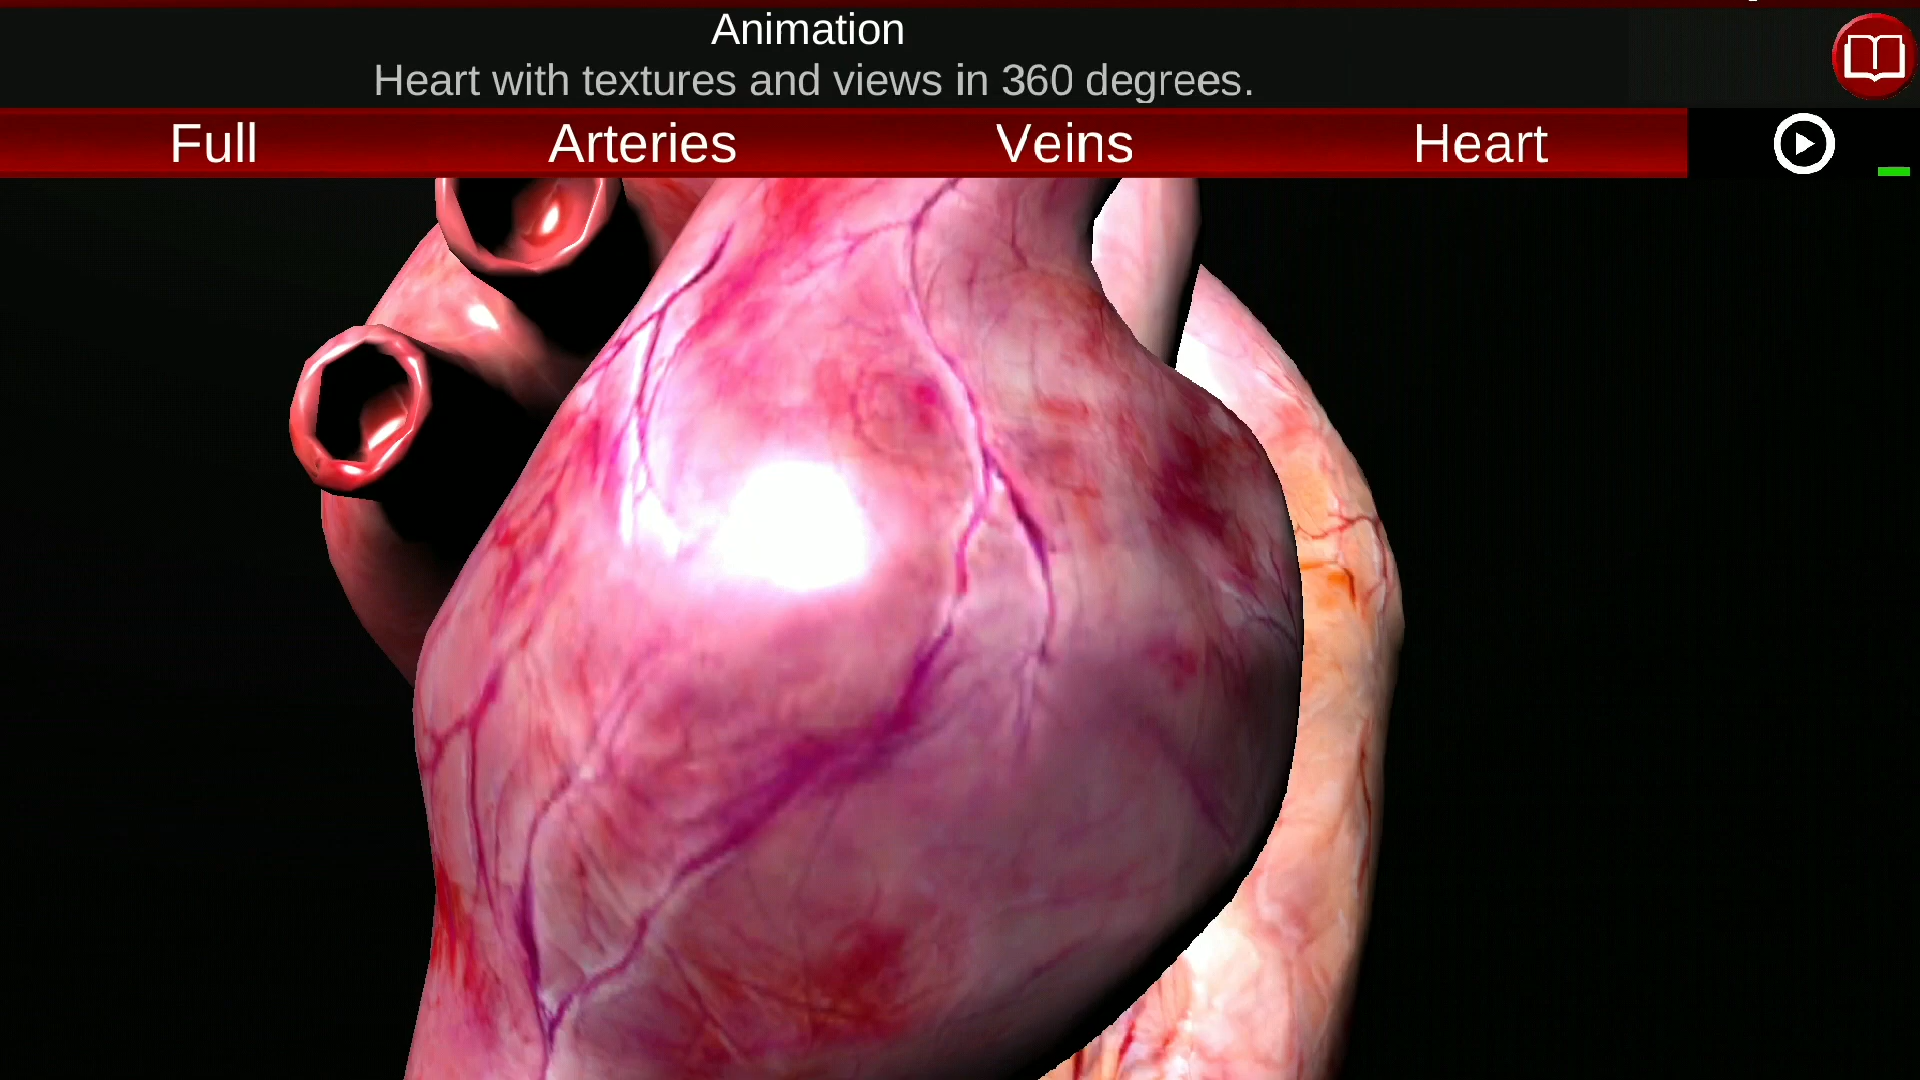 Animation
Heart with textures and views in 360 degrees.
Full Arteries Veins Heart